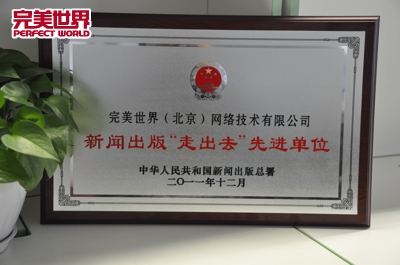 完美世界
PERFECT WORLD
完美世界（北京）网络技术有限公司
新闻出版“走出去”先进单位
中华人民共和国新闻出版总署
二〇一一年十二月